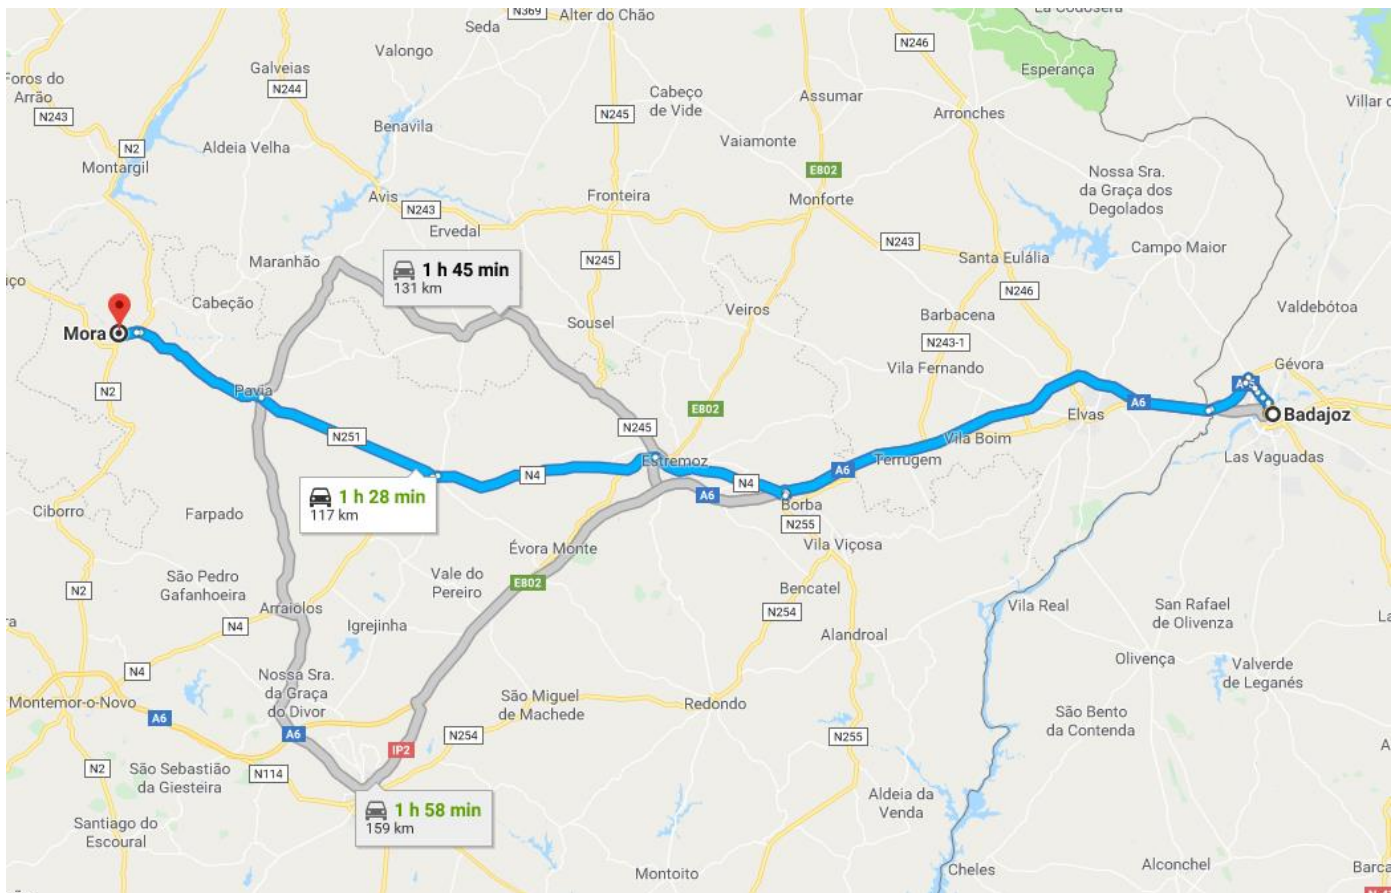 La Codosera
N369
Alter do Chão
Seda
N246
Valongo
Galveias
Esperança
Foros do
Arrão
N244
Cabeço
de Vide
Assumar
Villar
N243
N245
Arronches
Benavila
Vaiamonte
N2
Aldeia Velha
Montargil
E802
Nossa Sra.
da Graça dos
Degolados
Avis
Fronteira
Monforte
N243
Ervedal
N243
Campo Maior
Maranhão
N245
Santa Eulália
1 h 45 min
131 km
N246
Cabeção
Valdebótoa
Veiros
Barbacena
Sousel
Mora
N243-1
Gévora
Vila Fernando
Pavia
N2
A6
E802
Elvas
Badajoz
N245
N251
Vila Boim
Estremoz
Terrugem
Las Vaguadas
N4
A6
N4
A6
1 h 28 min
117 km
Borba
Ciborro
Farpado
N255
Vila Viçosa
Évora Monte
Vale do
Pereiro
São Pedro
Gafanhoeira
E802
Bencatel
N2
Arraiolos
N254
Vila Real
San Rafael
de Olivenza
N4
Igrejinha
Alandroal
Olivença
N4
Valverde
de Leganés
Nossa Sra.
da Graça
do Divor
Montemor-o-Novo
São Miguel
de Machede
Redondo
São Bento
da Contenda
A6
A6
N254
N255
IP2
N2
São Sebastião
da Giesteira
N114
1 h 58 min
159 km
Aldeia da
Venda
Santiago do
Escoural
Montoito
Cheles
Alconchel